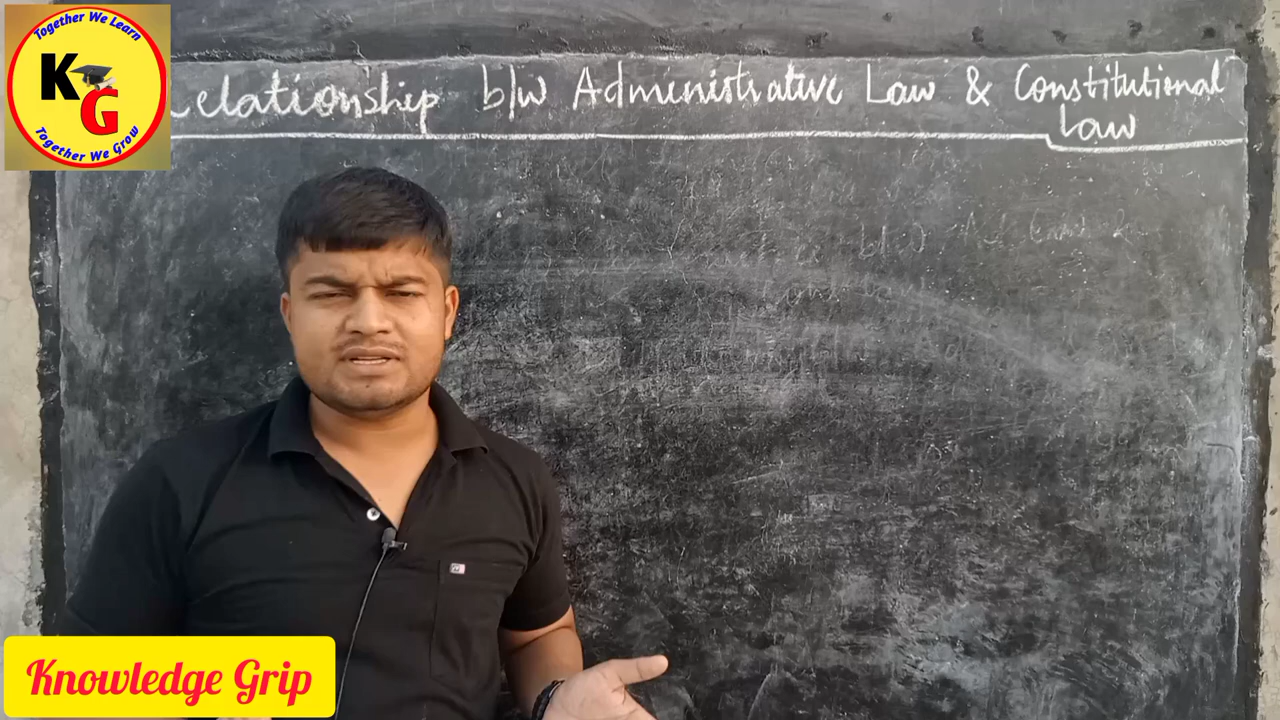 Together We Learn
KG
Together We Grow
elationship b/w Administrative Law & Constitutional
Law
Knowledge Grip